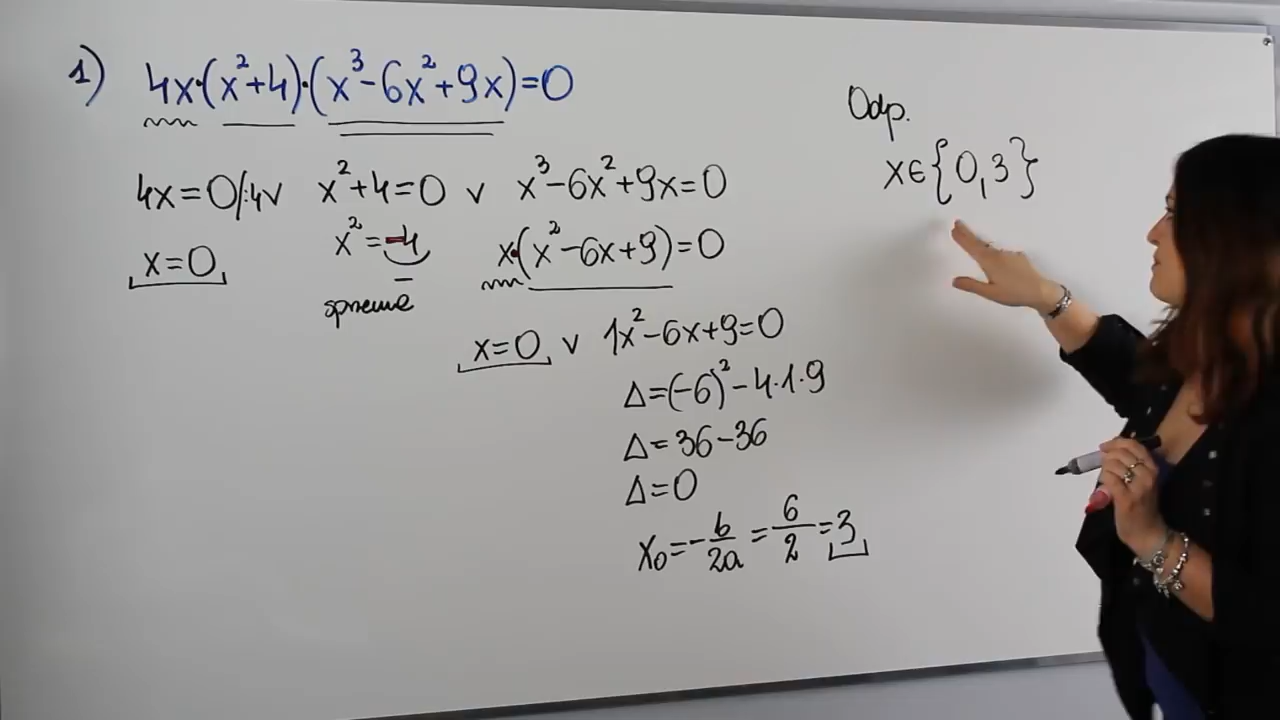 1) 4x·(x²+4)·(x³-6x²+9x)=0
4x=0/:4 v x²+4=0 v x³-6x²+9x=0
x=0
x²=-4
sprzeczne
x·(x²-6x+9)=0
x=0 v 1x²-6x+9=0
Δ=(-6)²-4·1·9
Δ=36-36
Δ=0
x₀=-b/2a=6/2=3
Odp.
x∈{0,3}